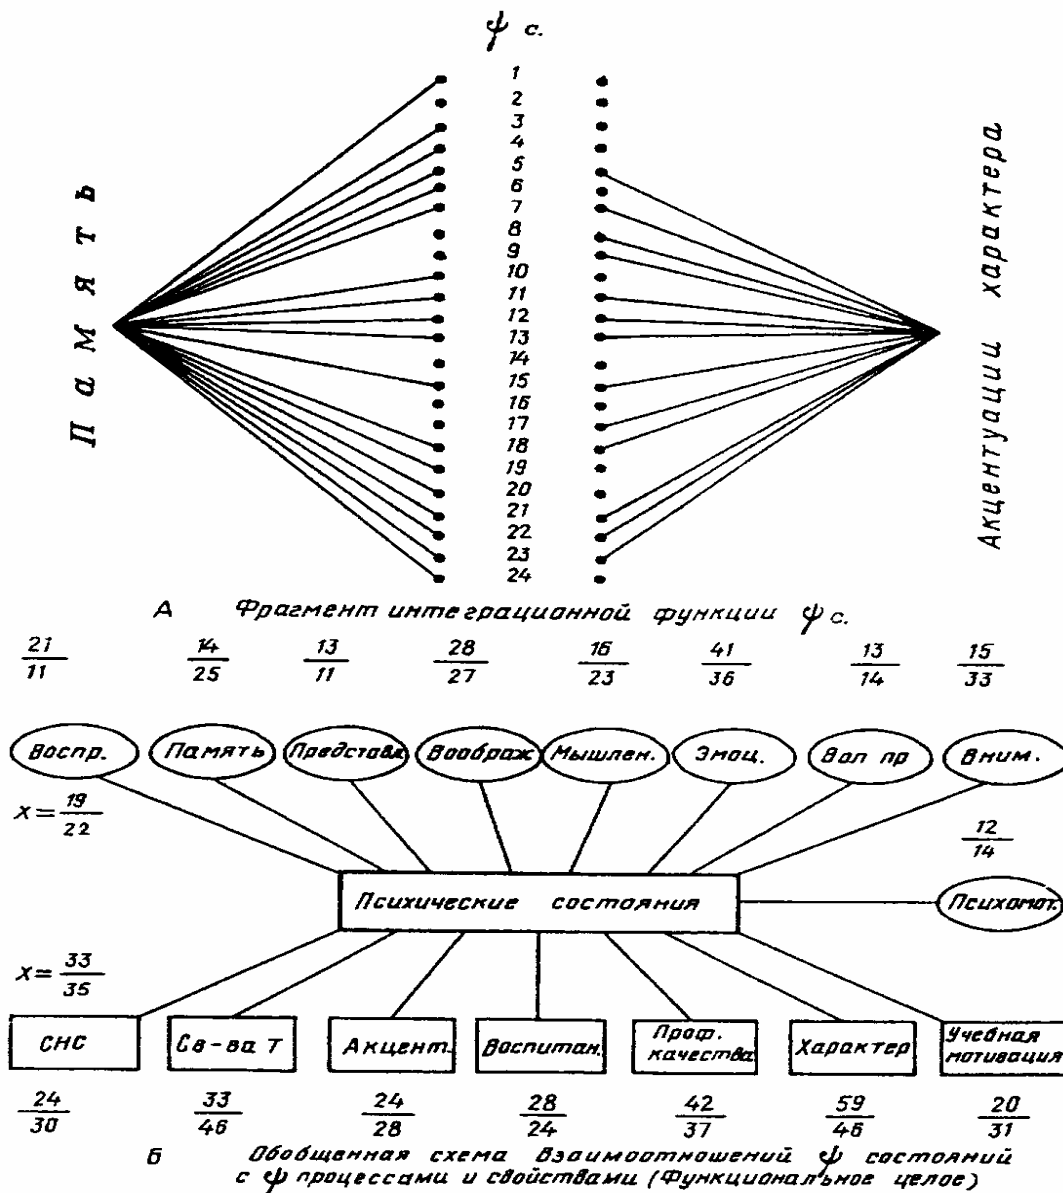 ψ с.
1
2
3
4
5
6
7
8
9
10
11
12
13
14
15
16
17
18
19
20
21
22
23
24
Память
Акцентуации характера
А Фрагмент интеграционной функции ψ с.
21/11 14/25 13/11 28/27 16/23 41/36 13/14 15/33
Воспр. Память Представл Воображ Мышлен. Эмоц. Вол пр Вним.
x = 19/22
12/14
Психические состояния Психомот.
x = 33/35
СНС Св-ва Т Акцент. Воспитан. Проф. качества Характер Учебная мотивация
24/30 33/46 24/28 28/24 42/37 59/46 20/31
Б Обобщенная схема взаимоотношений ψ состояний
с ψ процессами и свойствами (Функциональное целое)